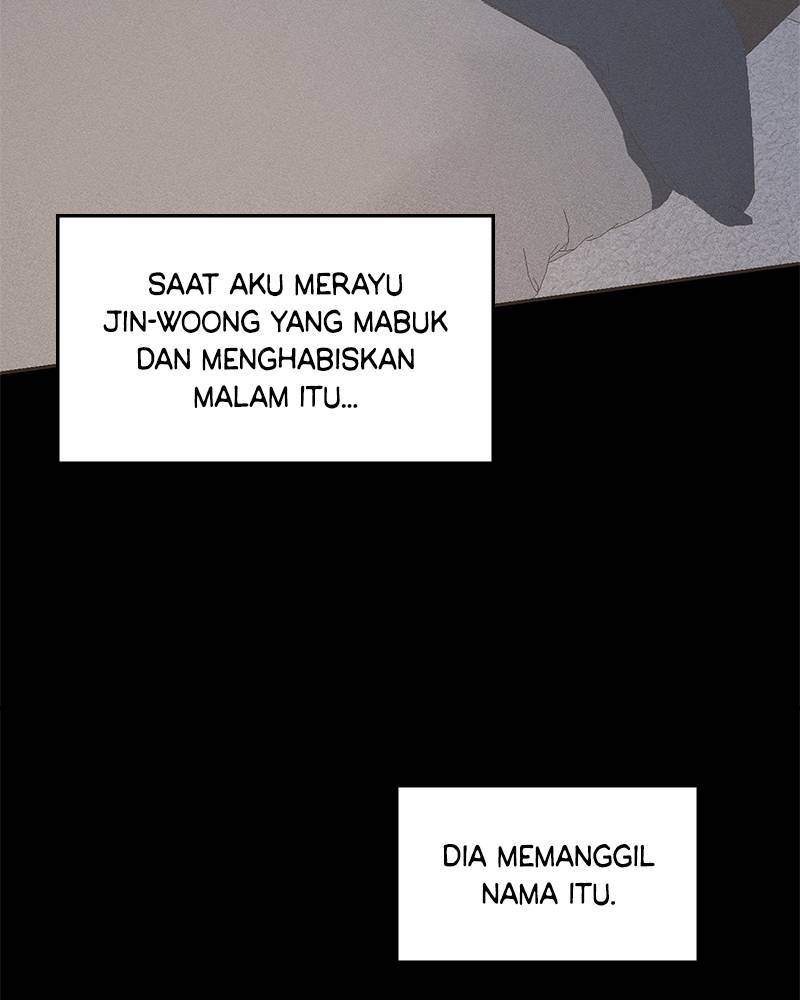 SAAT AKU MERAYU
JIN-WOONG YANG MABUK
DAN MENGHABISKAN
MALAM ITU...
DIA MEMANGGIL
NAMA ITU.